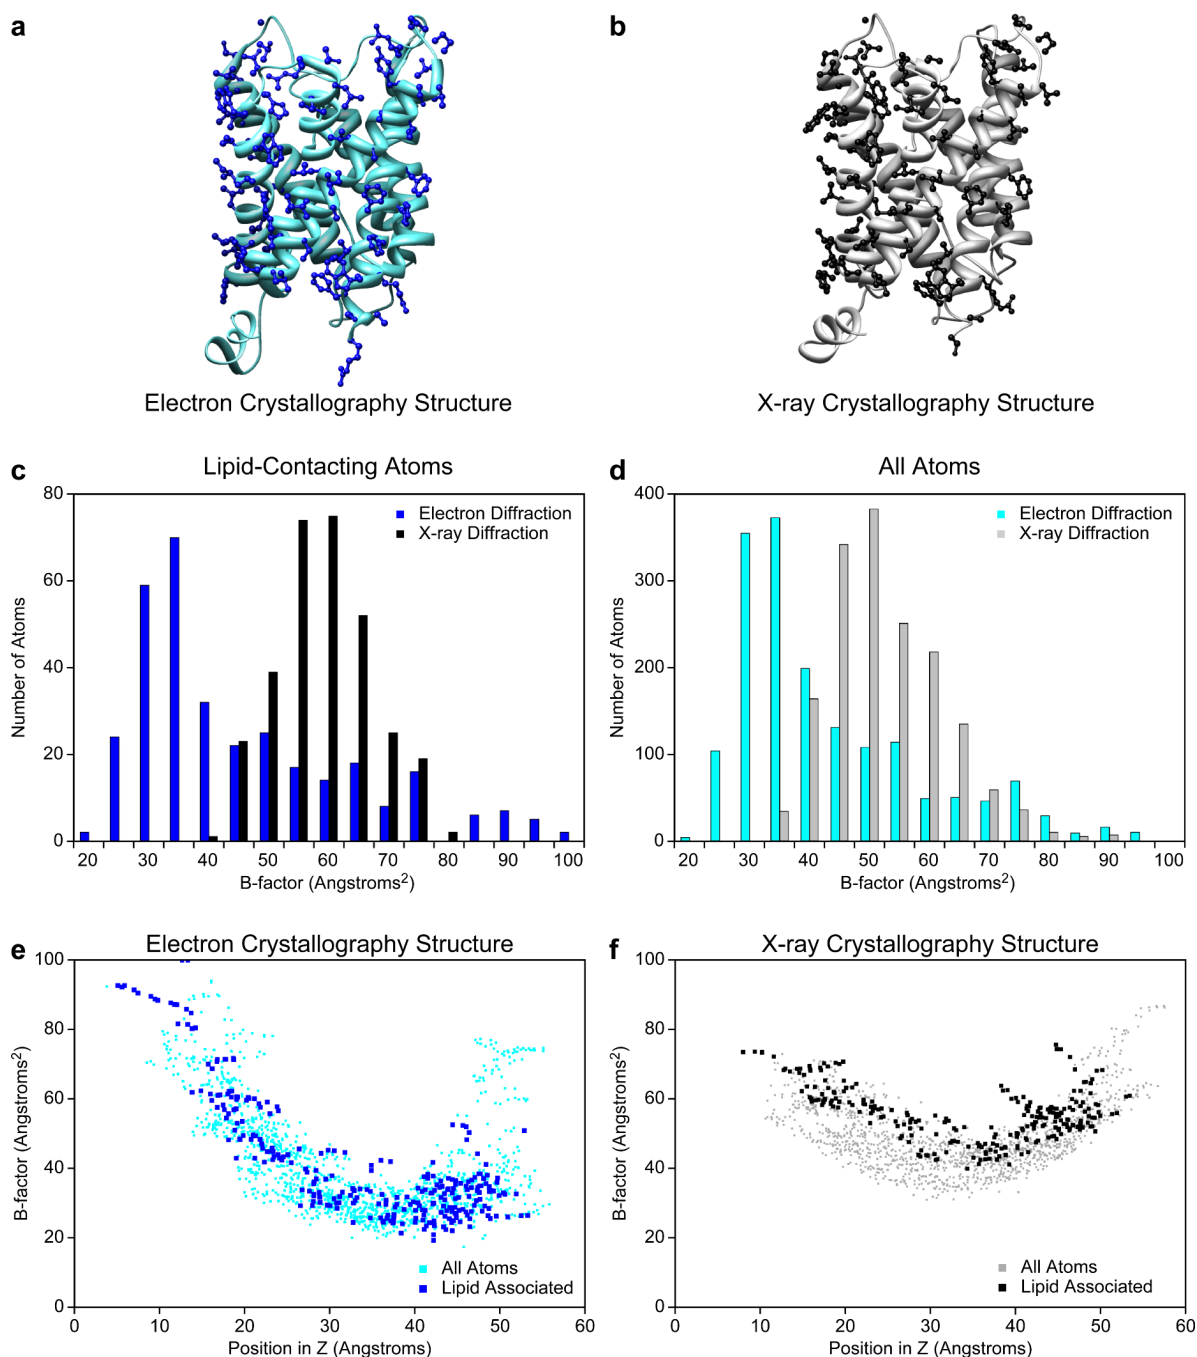 a
b
Electron Crystallography Structure
X-ray Crystallography Structure
c
Lipid-Contacting Atoms
80
60
40
20
0
Number of Atoms
Electron Diffraction
X-ray Diffraction
20 30 40 50 60 70 80 90 100
B-factor (Angstroms²)
d
All Atoms
400
300
200
100
0
Number of Atoms
Electron Diffraction
X-ray Diffraction
20 30 40 50 60 70 80 90 100
B-factor (Angstroms²)
e
Electron Crystallography Structure
100
80
60
40
20
0
B-factor (Angstroms²)
All Atoms
Lipid Associated
0 10 20 30 40 50 60
Position in Z (Angstroms)
f
X-ray Crystallography Structure
100
80
60
40
20
0
B-factor (Angstroms²)
All Atoms
Lipid Associated
0 10 20 30 40 50 60
Position in Z (Angstroms)